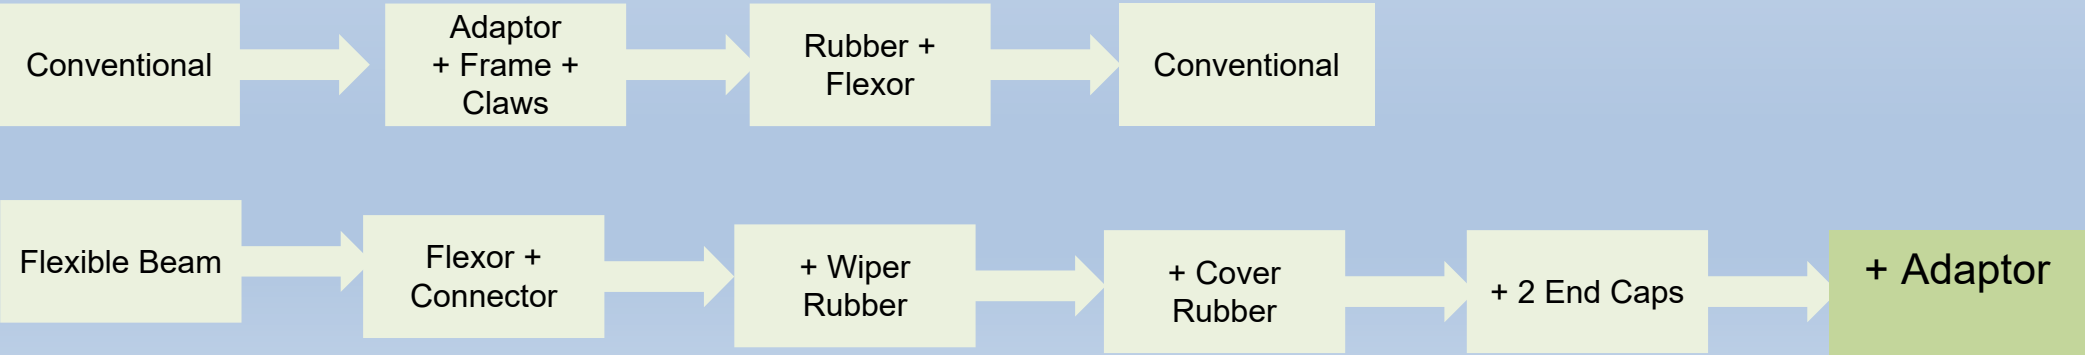 Conventional
Adaptor
+ Frame +
Claws
Rubber +
Flexor
Conventional
Flexible Beam
Flexor +
Connector
+ Wiper
Rubber
+ Cover
Rubber
+ 2 End Caps
+ Adaptor